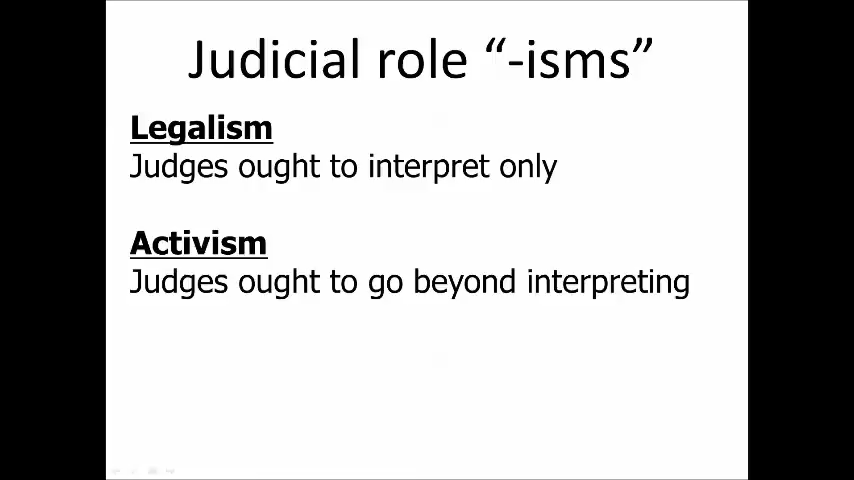 Judicial role “-isms”
Legalism
Judges ought to interpret only
Activism
Judges ought to go beyond interpreting